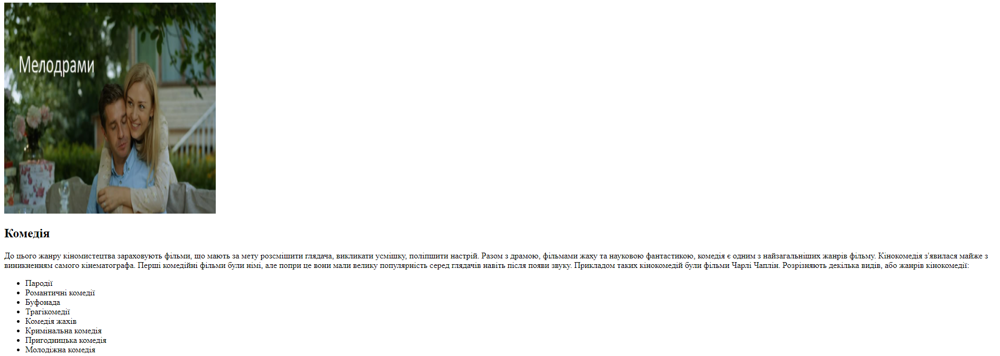 Мелодрами
Комедія
До цього жанру кіномистецтва зараховують фільми, що мають за мету розсмішити глядача, викликати усмішку, поліпшити настрій. Разом з драмою, фільмами жаху та науковою фантастикою, комедія є одним з найзагальніших жанрів фільму. Кінокомедія з'явилася майже з
виникненням самого кінематографа. Перші комедійні фільми були німі, але попри це вони мали велику популярність серед глядачів навіть після появи звуку. Прикладом таких кінокомедій були фільми Чарлі Чаплін. Розрізняють декілька видів, або жанрів кінокомедії:
• Пародії
• Романтичні комедії
• Буфонада
• Трагікомедії
• Комедія жахів
• Кримінальна комедія
• Пригодницька комедія
• Молодіжна комедія